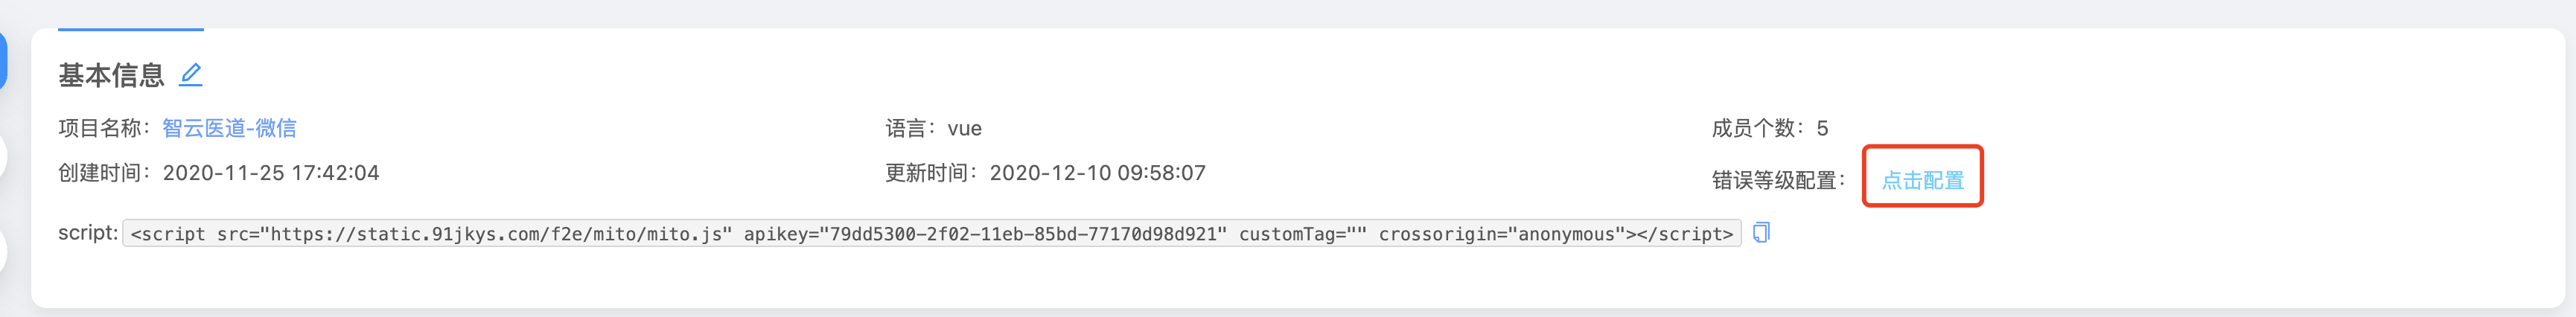 基本信息
项目名称：智云医道-微信 语言：vue 成员个数：5
创建时间：2020-11-25 17:42:04 更新时间：2020-12-10 09:58:07 错误等级配置：点击配置
script: <script src="https://static.91jkys.com/f2e/mito/mito.js" apikey="79dd5300-2f02-11eb-85bd-77170d98d921" customTag="" crossorigin="anonymous"></script>